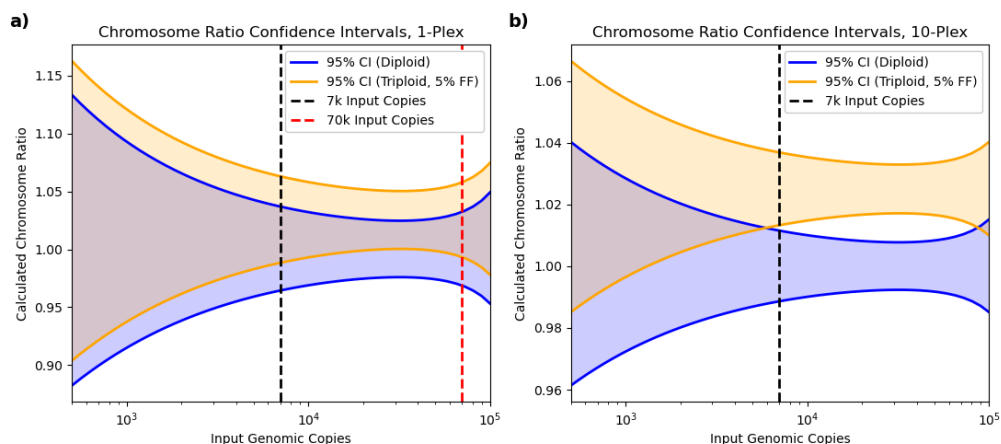 a)
Chromosome Ratio Confidence Intervals, 1-Plex
95% CI (Diploid)
95% CI (Triploid, 5% FF)
7k Input Copies
70k Input Copies
1.15
1.10
1.05
1.00
0.95
0.90
Calculated Chromosome Ratio
10³
10⁴
10⁵
Input Genomic Copies
b)
Chromosome Ratio Confidence Intervals, 10-Plex
95% CI (Diploid)
95% CI (Triploid, 5% FF)
7k Input Copies
1.06
1.04
1.02
1.00
0.98
0.96
Calculated Chromosome Ratio
10³
10⁴
10⁵
Input Genomic Copies